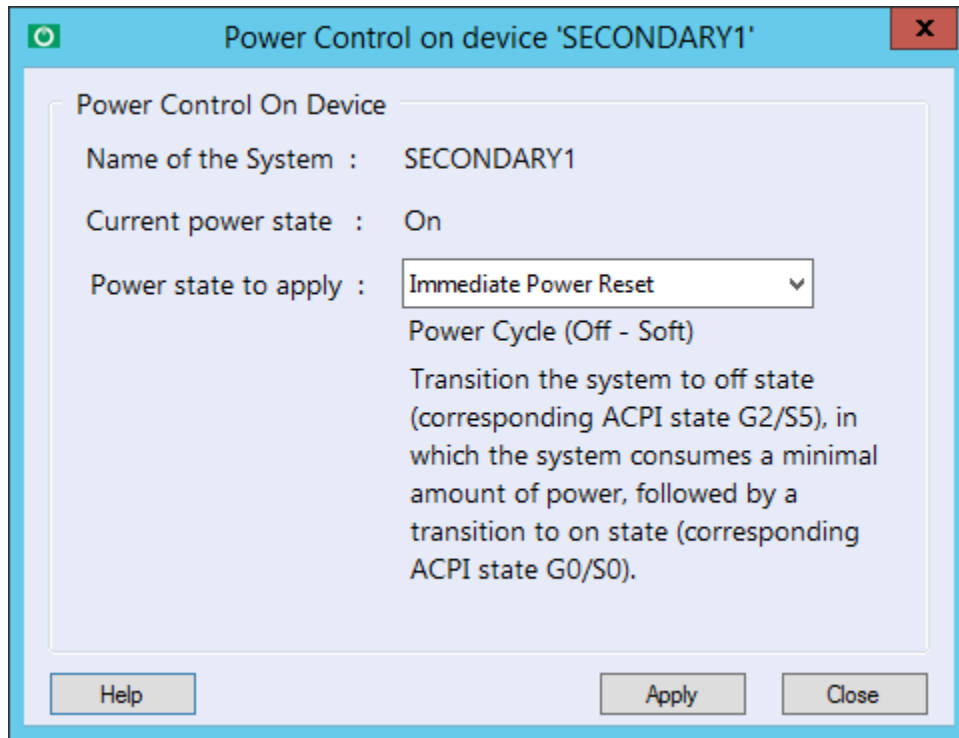 Power Control on device 'SECONDARY1'
x
Power Control On Device
Name of the System : SECONDARY1
Current power state : On
Power state to apply : Immediate Power Reset
Power Cycle (Off - Soft)
Transition the system to off state
(corresponding ACPI state G2/S5), in
which the system consumes a minimal
amount of power, followed by a
transition to on state (corresponding
ACPI state G0/S0).
Help Apply Close